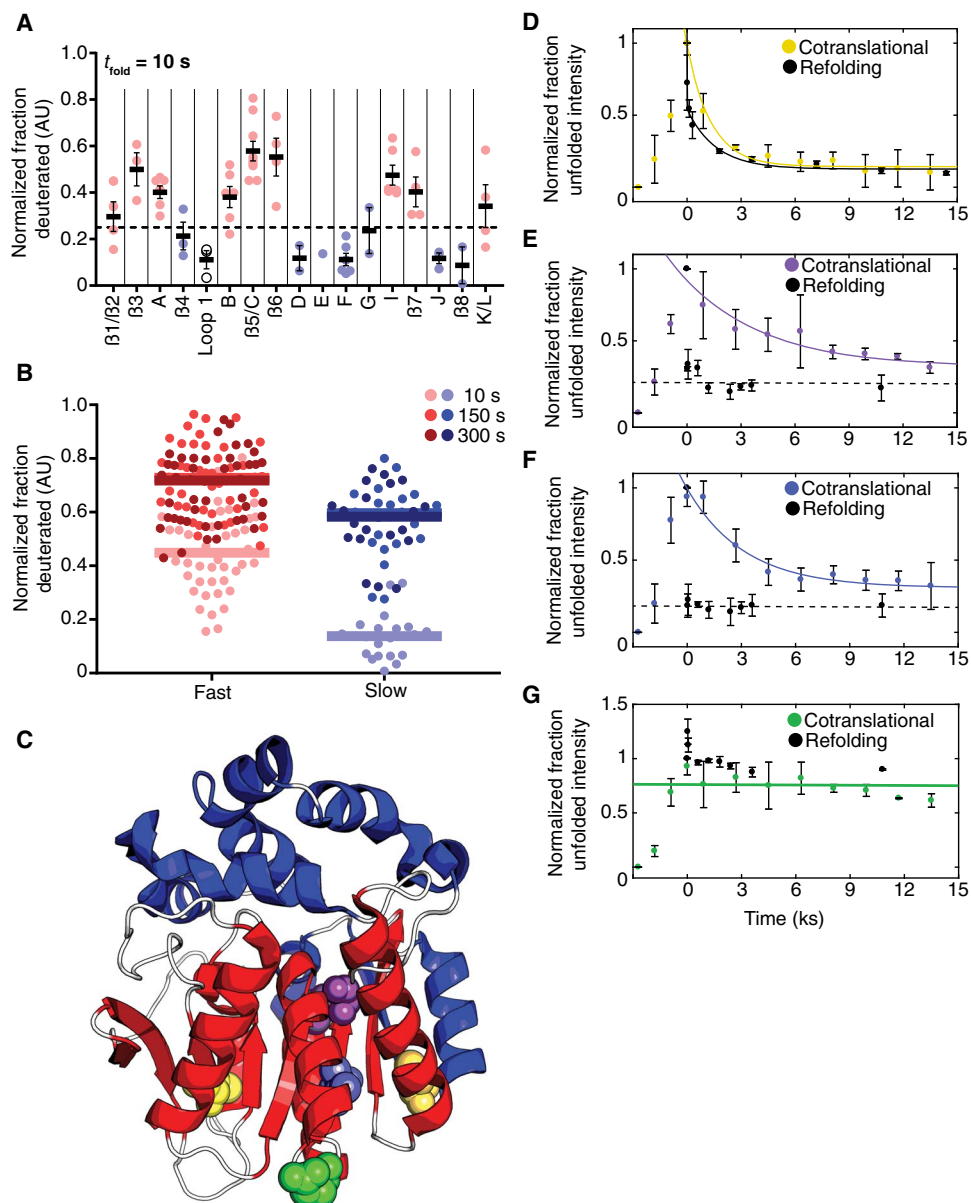 A
Normalized fraction
deuterated (AU)
t fold = 10 s
1.0
0.8
0.6
0.4
0.2
0
β1/β2
β3
A
β4
Loop 1
B
β5/C
β6
D
E
F
G
I
β7
J
β8
K/L
B
Normalized fraction
deuterated (AU)
1.0
0.8
0.6
0.4
0.2
0
10 s
150 s
300 s
Fast
Slow
C
D
Normalized fraction
unfolded intensity
1
0.5
0
Cotranslational
Refolding
0 3 6 9 12 15
E
Normalized fraction
unfolded intensity
1
0.5
0
Cotranslational
Refolding
0 3 6 9 12 15
F
Normalized fraction
unfolded intensity
1
0.5
0
Cotranslational
Refolding
0 3 6 9 12 15
G
Normalized fraction
unfolded intensity
1.5
1
0.5
0
Cotranslational
Refolding
0 3 6 9 12 15
Time (ks)